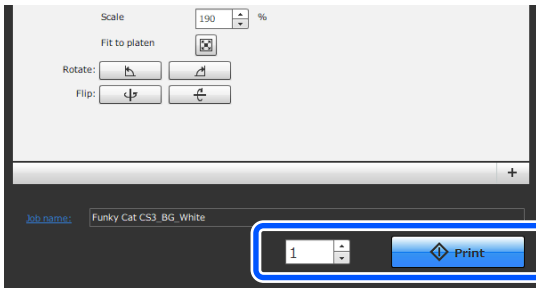 Scale 190 %
Fit to platen
Rotate:
Flip:
+
Job name: Funky Cat CS3_BG_White
1 Print